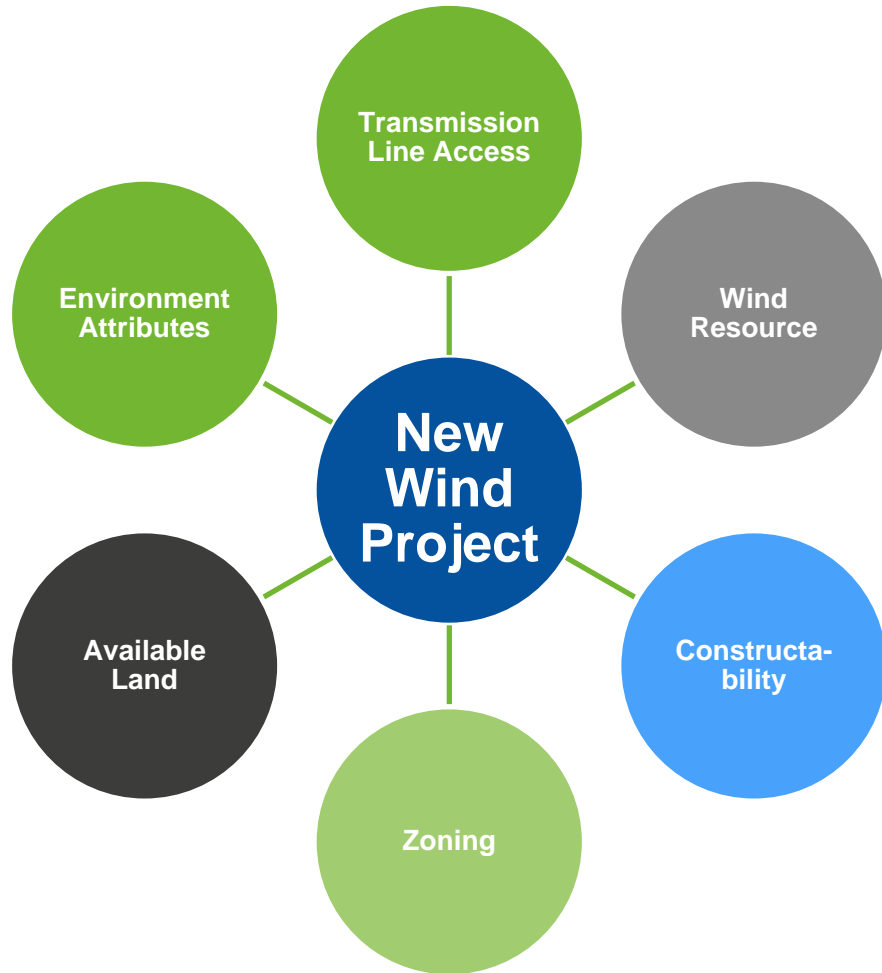 Transmission
Line Access
Environment
Attributes
Wind
Resource
New
Wind
Project
Available
Land
Constructa-
bility
Zoning